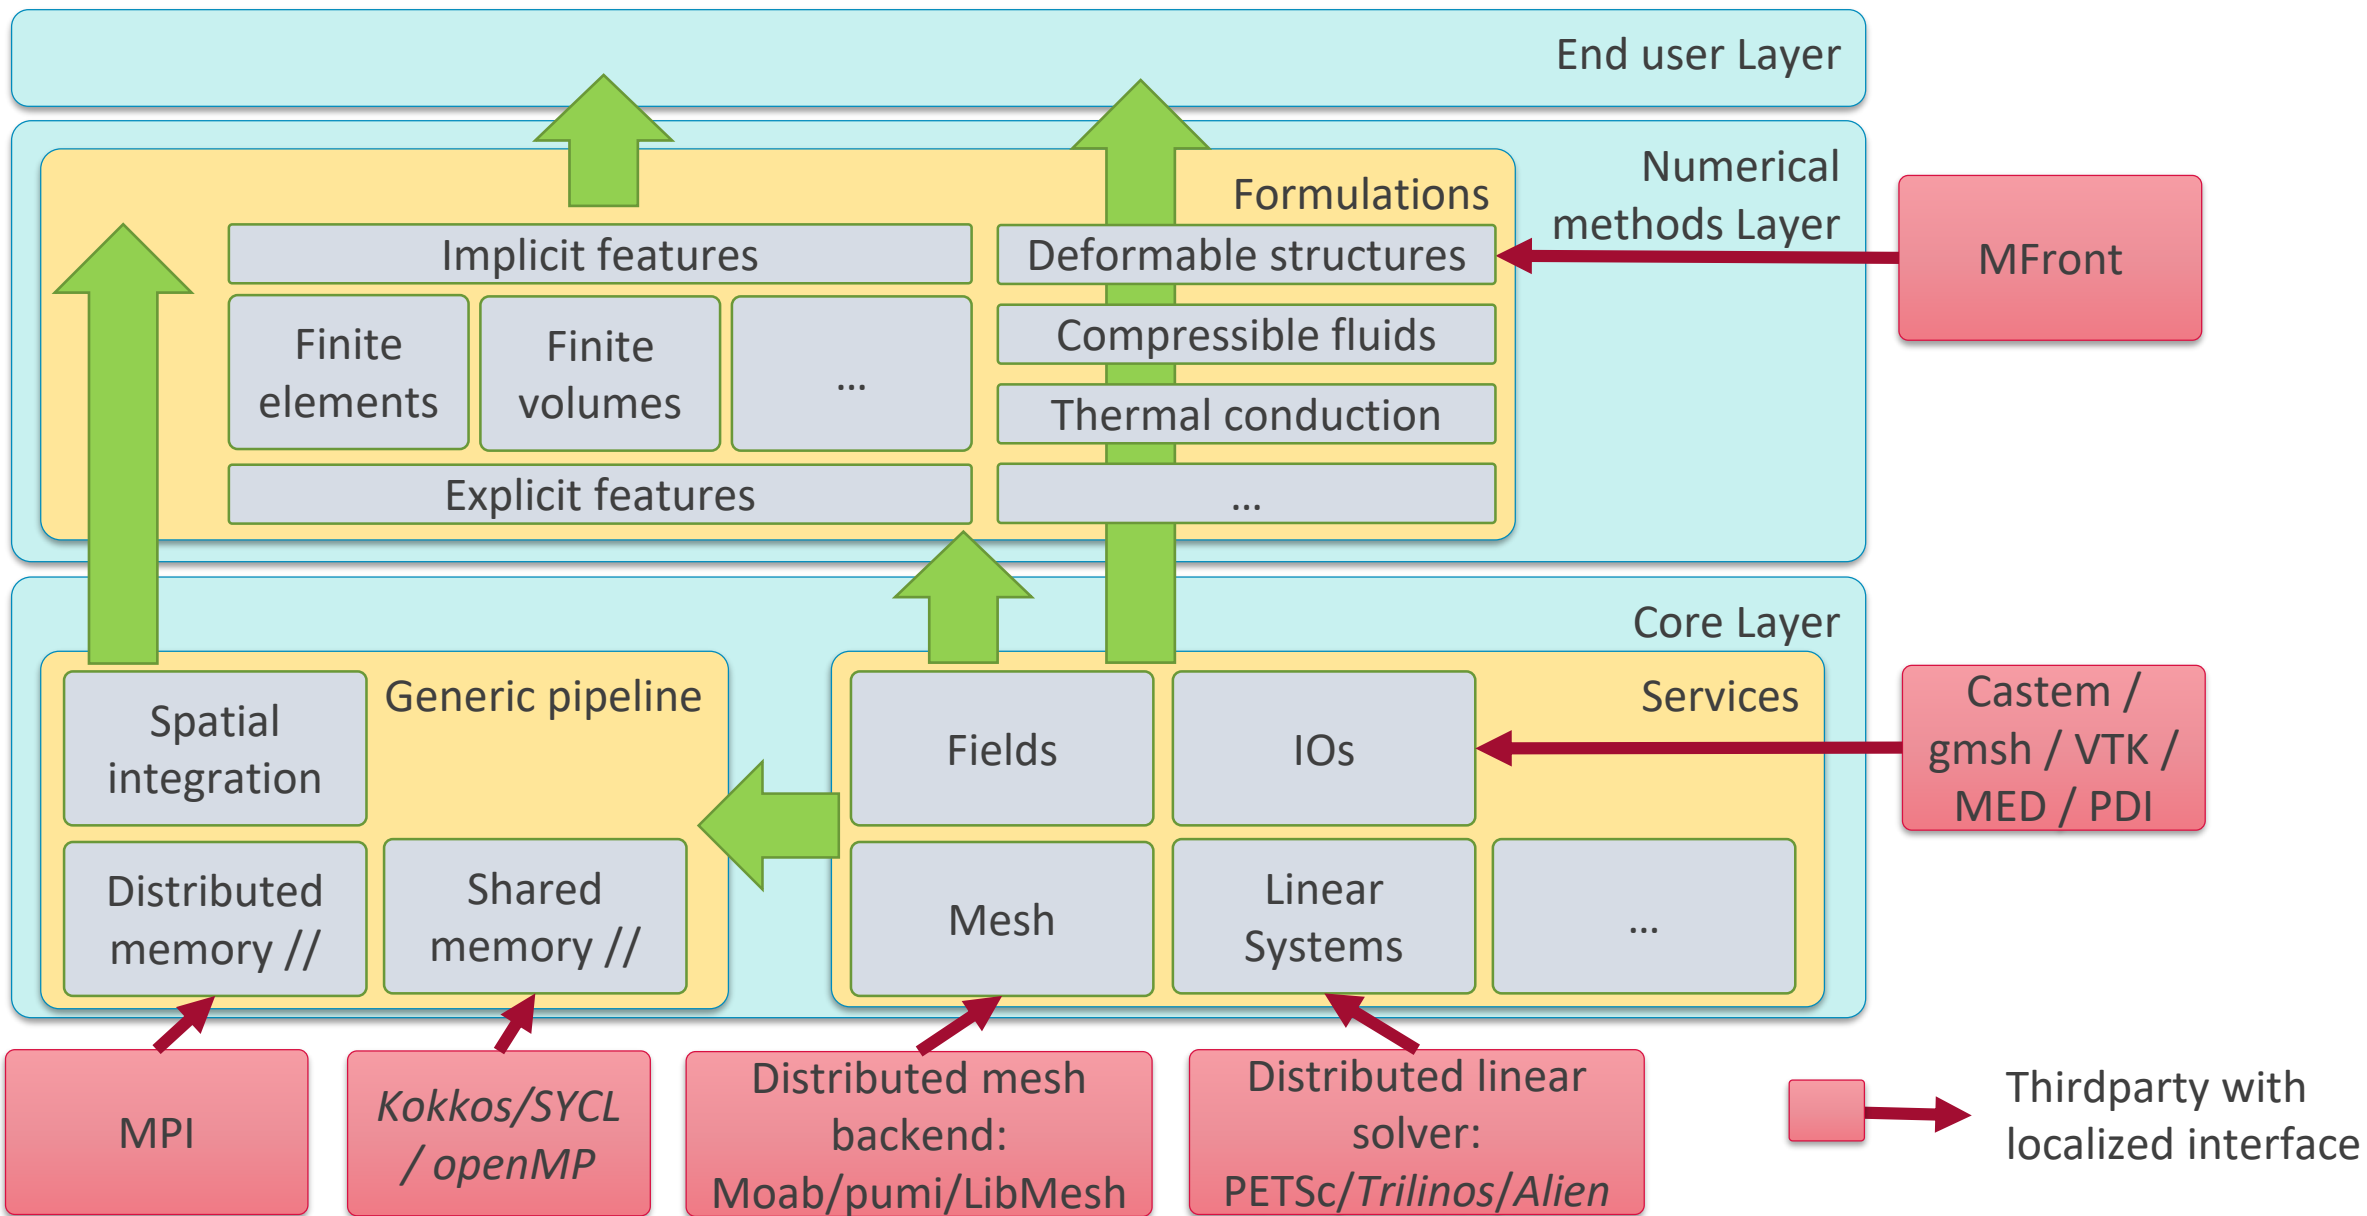 End user Layer
Numerical
methods Layer
Formulations
Implicit features
Finite
elements
Finite
volumes
...
Explicit features
Deformable structures
Compressible fluids
Thermal conduction
...
MFront
Core Layer
Generic pipeline
Spatial
integration
Distributed
memory //
Shared
memory //
Services
Fields
IOs
Mesh
Linear
Systems
...
Castem /
gmsh / VTK /
MED / PDI
MPI
Kokkos/SYCL
/ openMP
Distributed mesh
backend:
Moab/pumi/LibMesh
Distributed linear
solver:
PETSc/Trilinos/Alien
Thirdparty with
localized interface